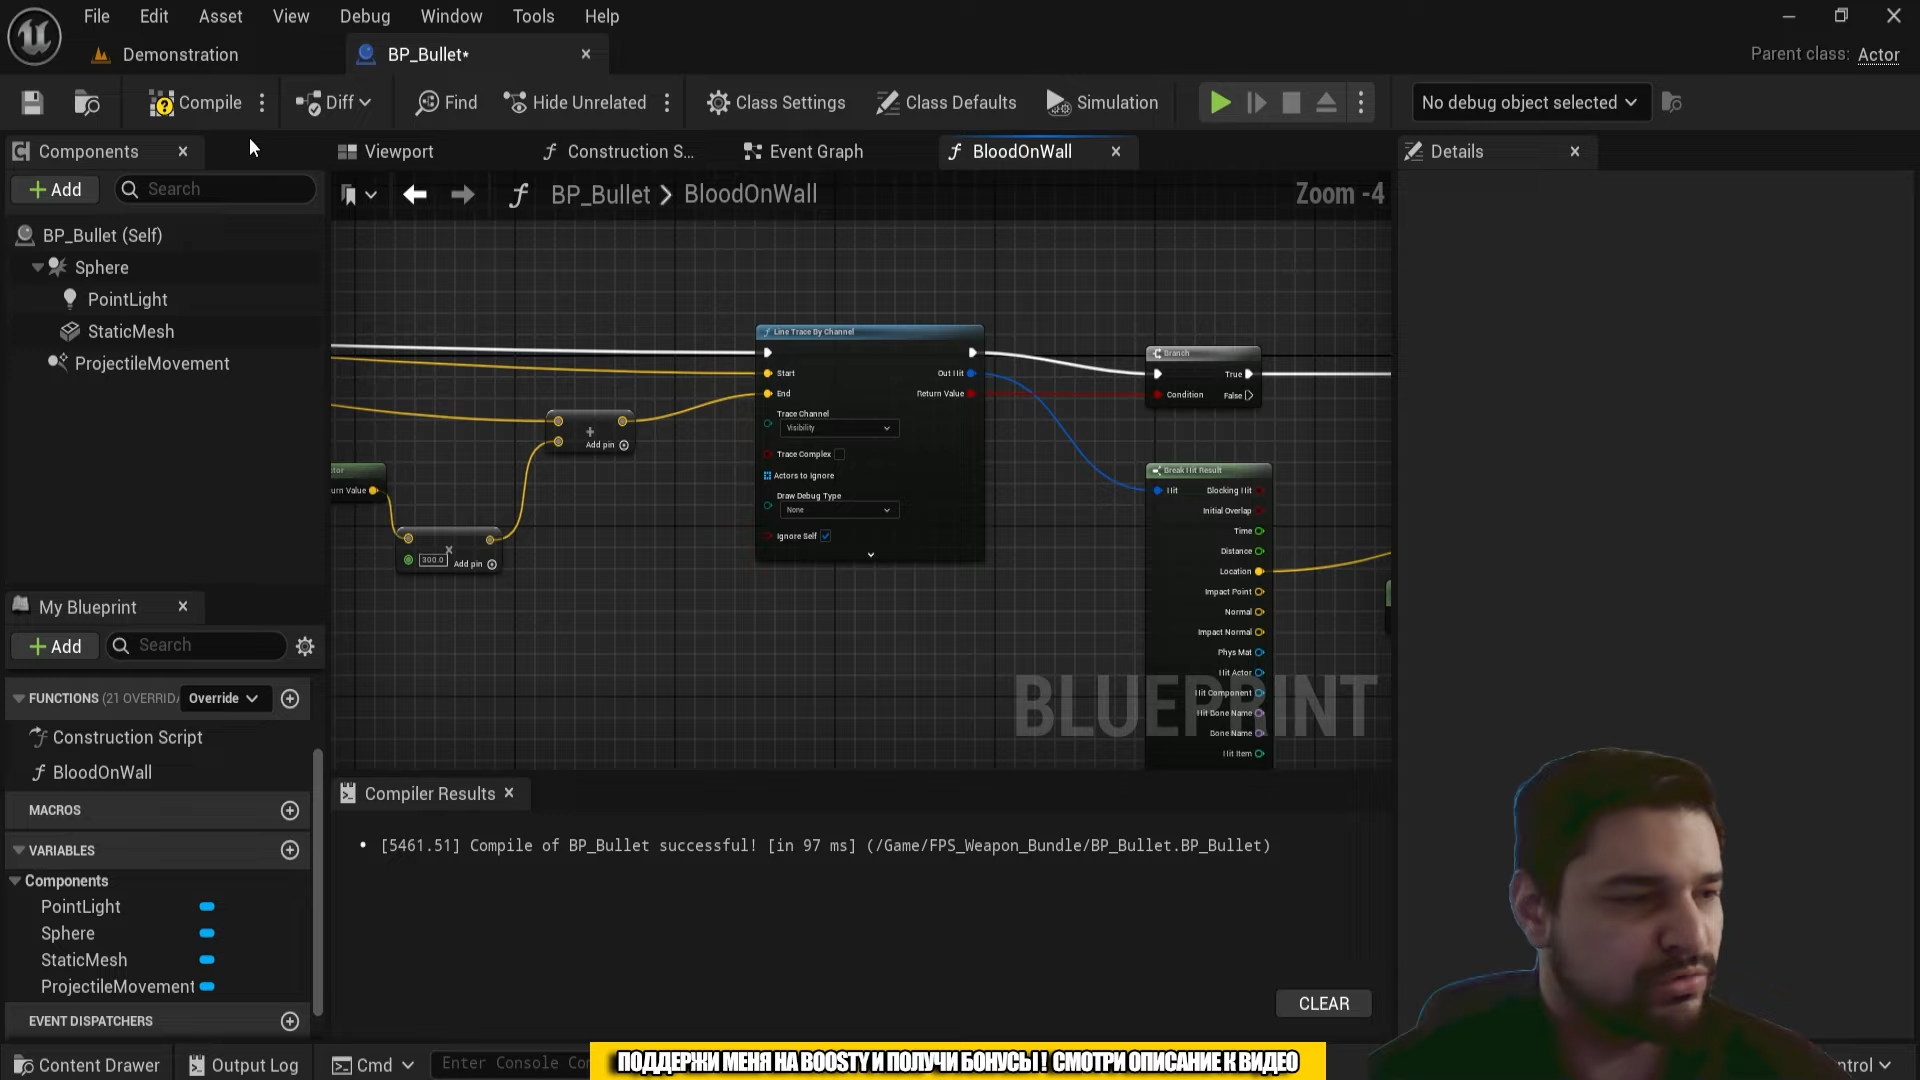 File Edit Asset View Debug Window Tools Help
Demonstration
BP_Bullet*
Parent class: Actor
Compile
Diff
Find
Hide Unrelated
Class Settings
Class Defaults
Simulation
No debug object selected
Components
Viewport
Construction S...
Event Graph
BloodOnWall
Details
Add
Search
BP_Bullet > BloodOnWall
Zoom -4
BP_Bullet (Self)
Sphere
PointLight
StaticMesh
ProjectileMovement
Line Trace By Channel
Start
Out Hit
End
Return Value
Trace Channel
Visibility
Trace Complex
Actors to Ignore
Draw Debug Type
None
Ignore Self
Add pin
300.0
Add pin
Branch
True
Condition
False
Break Hit Result
Hit
Blocking Hit
Initial Overlap
Time
Distance
Location
Impact Point
Normal
Impact Normal
Phys Mat
Hit Actor
Hit Component
Hit Bone Name
Bone Name
Hit Item
BLUEPRINT
My Blueprint
Add
Search
FUNCTIONS (21 OVERRIDA
Override
Construction Script
BloodOnWall
MACROS
VARIABLES
Components
PointLight
Sphere
StaticMesh
ProjectileMovement
EVENT DISPATCHERS
Compiler Results
[5461.51] Compile of BP_Bullet successful! [in 97 ms] (/Game/FPS_Weapon_Bundle/BP_Bullet.BP_Bullet)
CLEAR
Content Drawer
Output Log
Cmd
Enter Console Co
ПОДДЕРЖИ МЕНЯ НА BOOSTY И ПОЛУЧИ БОНУСЫ! СМОТРИ ОПИСАНИЕ К ВИДЕО